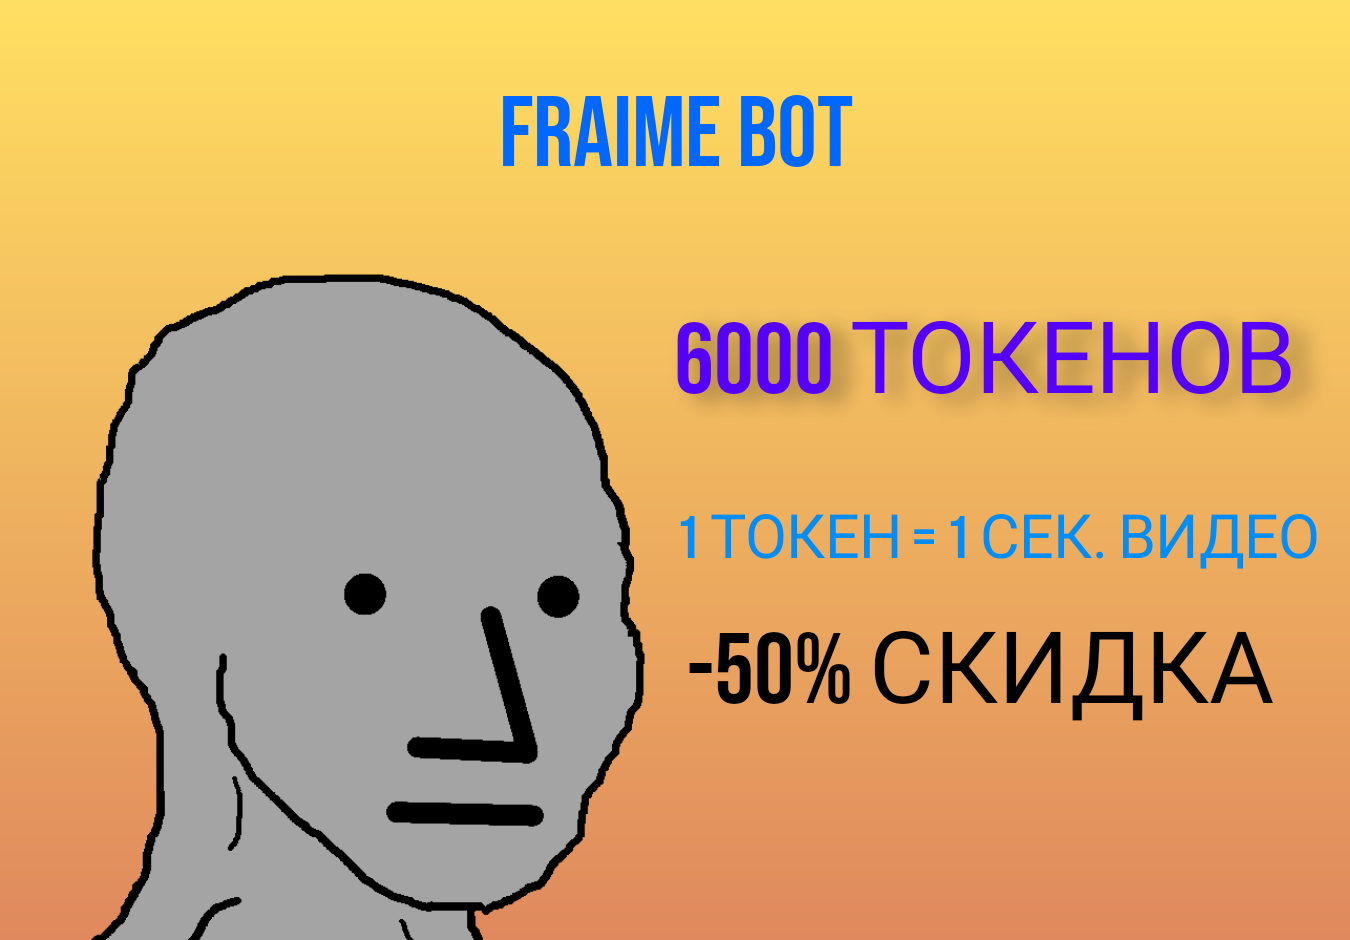 FRAIME BOT
6000 ТОКЕНОВ
1 ТОКЕН = 1 СЕК. ВИДЕО
-50% СКИДКА